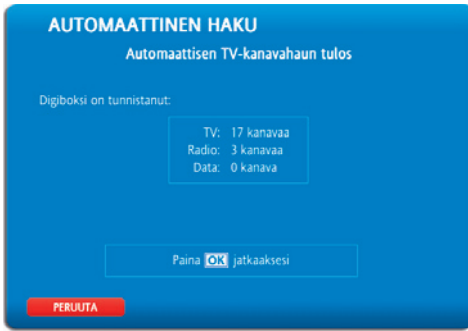 AUTOMAATTINEN HAKU
Automaattisen TV-kanavahaun tulos
Digiboksi on tunnistanut:
TV: 17 kanavaa
Radio: 3 kanavaa
Data: 0 kanava
Paina OK jatkaaksesi
PERUUTA